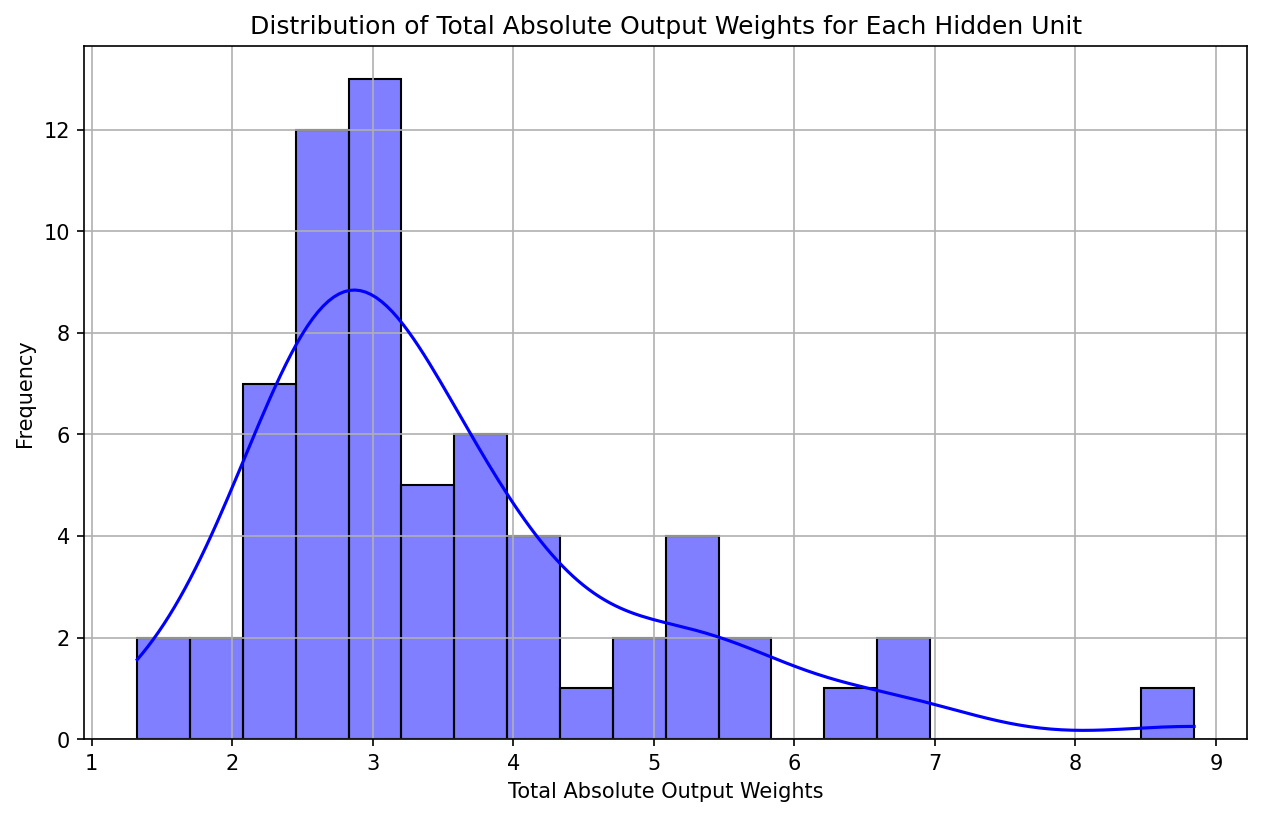 Distribution of Total Absolute Output Weights for Each Hidden Unit
Frequency
12
10
8
6
4
2
0
1 2 3 4 5 6 7 8 9
Total Absolute Output Weights